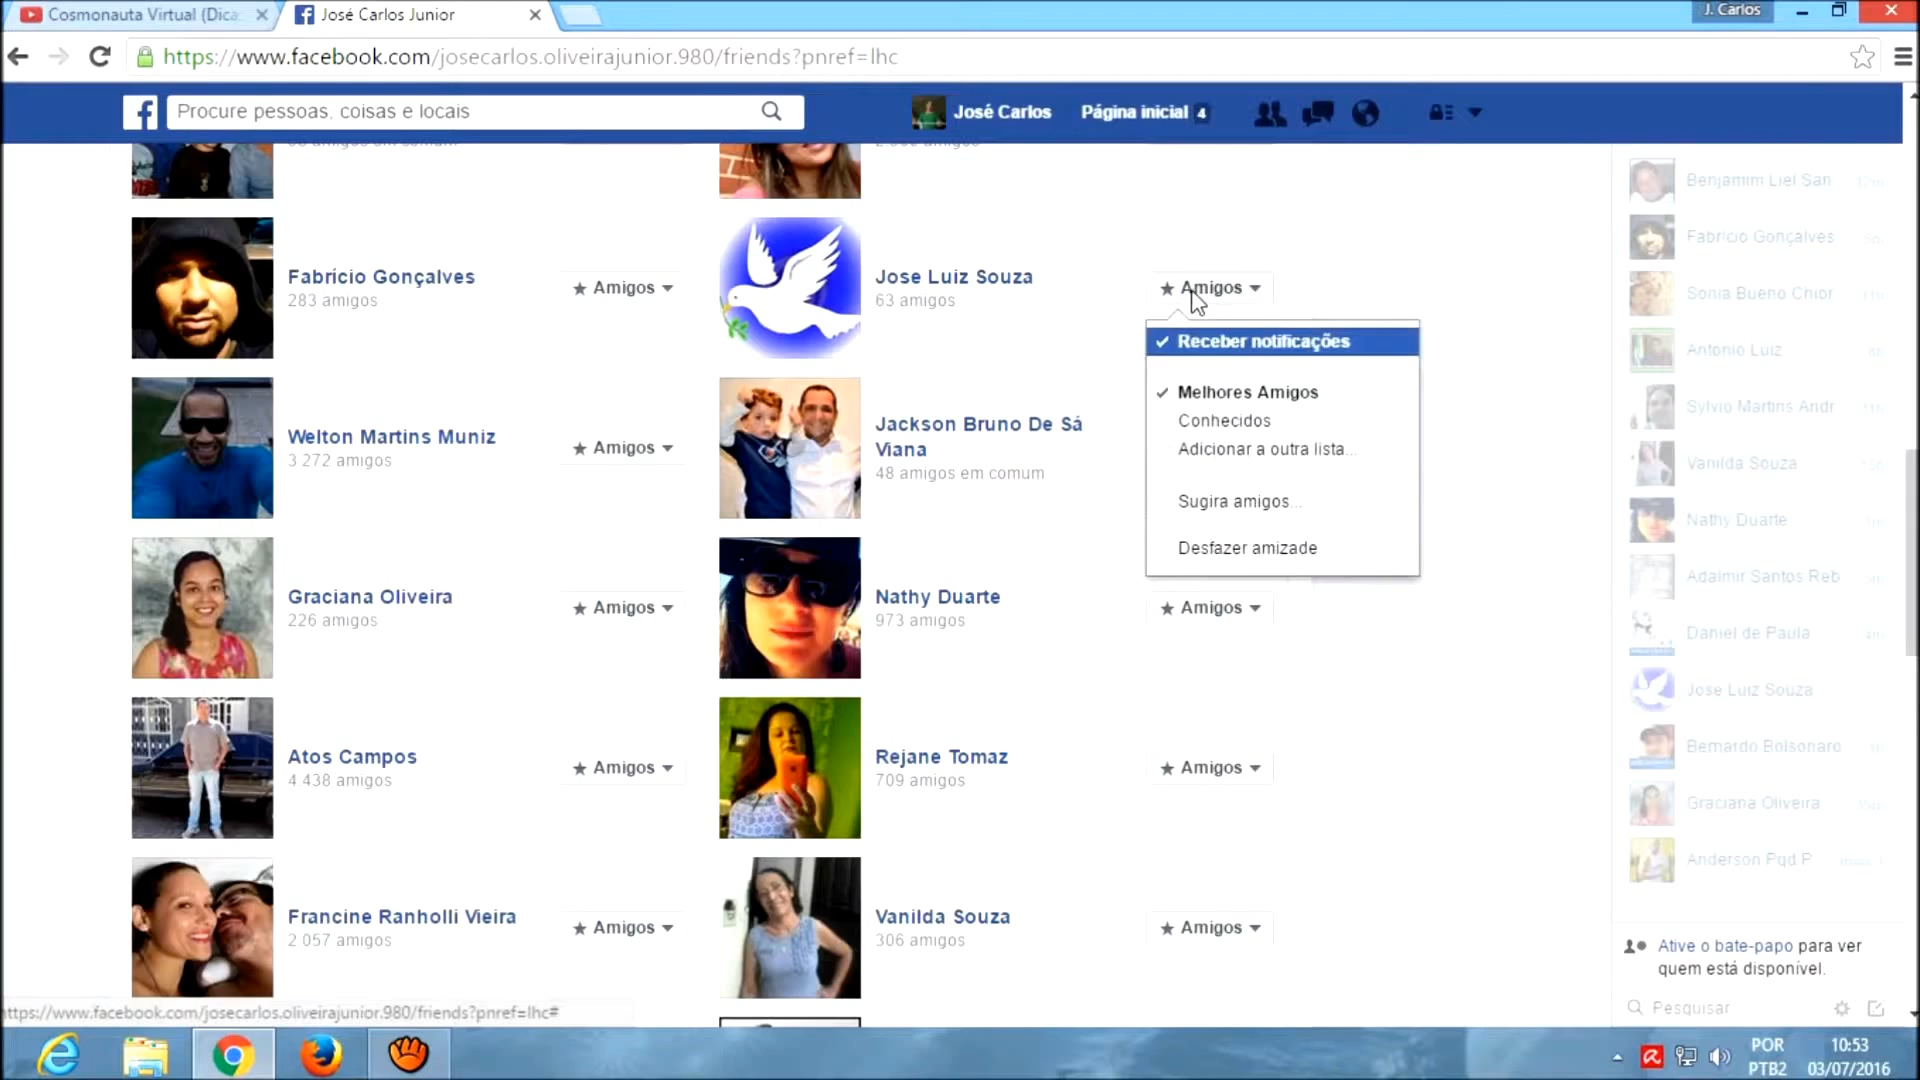 Cosmonauta Virtual (Dica
José Carlos Junior
J. Carlos
https://www.facebook.com/josecarlos.oliveirajunior.980/friends?pnref=lhc
Procure pessoas, coisas e locais
José Carlos
Página inicial 4
Fabrício Gonçalves
283 amigos
Amigos
Jose Luiz Souza
63 amigos
Amigos
Receber notificações
Melhores Amigos
Conhecidos
Adicionar a outra lista...
Sugira amigos...
Desfazer amizade
Welton Martins Muniz
3 272 amigos
Amigos
Jackson Bruno De Sá
Viana
48 amigos em comum
Graciana Oliveira
226 amigos
Amigos
Nathy Duarte
973 amigos
Amigos
Atos Campos
4 438 amigos
Amigos
Rejane Tomaz
709 amigos
Amigos
Francine Ranholli Vieira
2 057 amigos
Amigos
Vanilda Souza
306 amigos
Amigos
Benjamim Liel San
Fabrício Gonçalves
Sonia Bueno Chior
Antonio Luiz
Sylvio Martins Andr
Vanilda Souza
Nathy Duarte
Adalmir Santos Reb
Daniel de Paula
Jose Luiz Souza
Bernardo Bolsonaro
Graciana Oliveira
Anderson Pqd P
Ative o bate-papo para ver
quem está disponível.
Pesquisar
ttps://www.facebook.com/josecarlos.oliveirajunior.980/friends?pnref=lhc#
POR
PTB2
10:53
03/07/2016